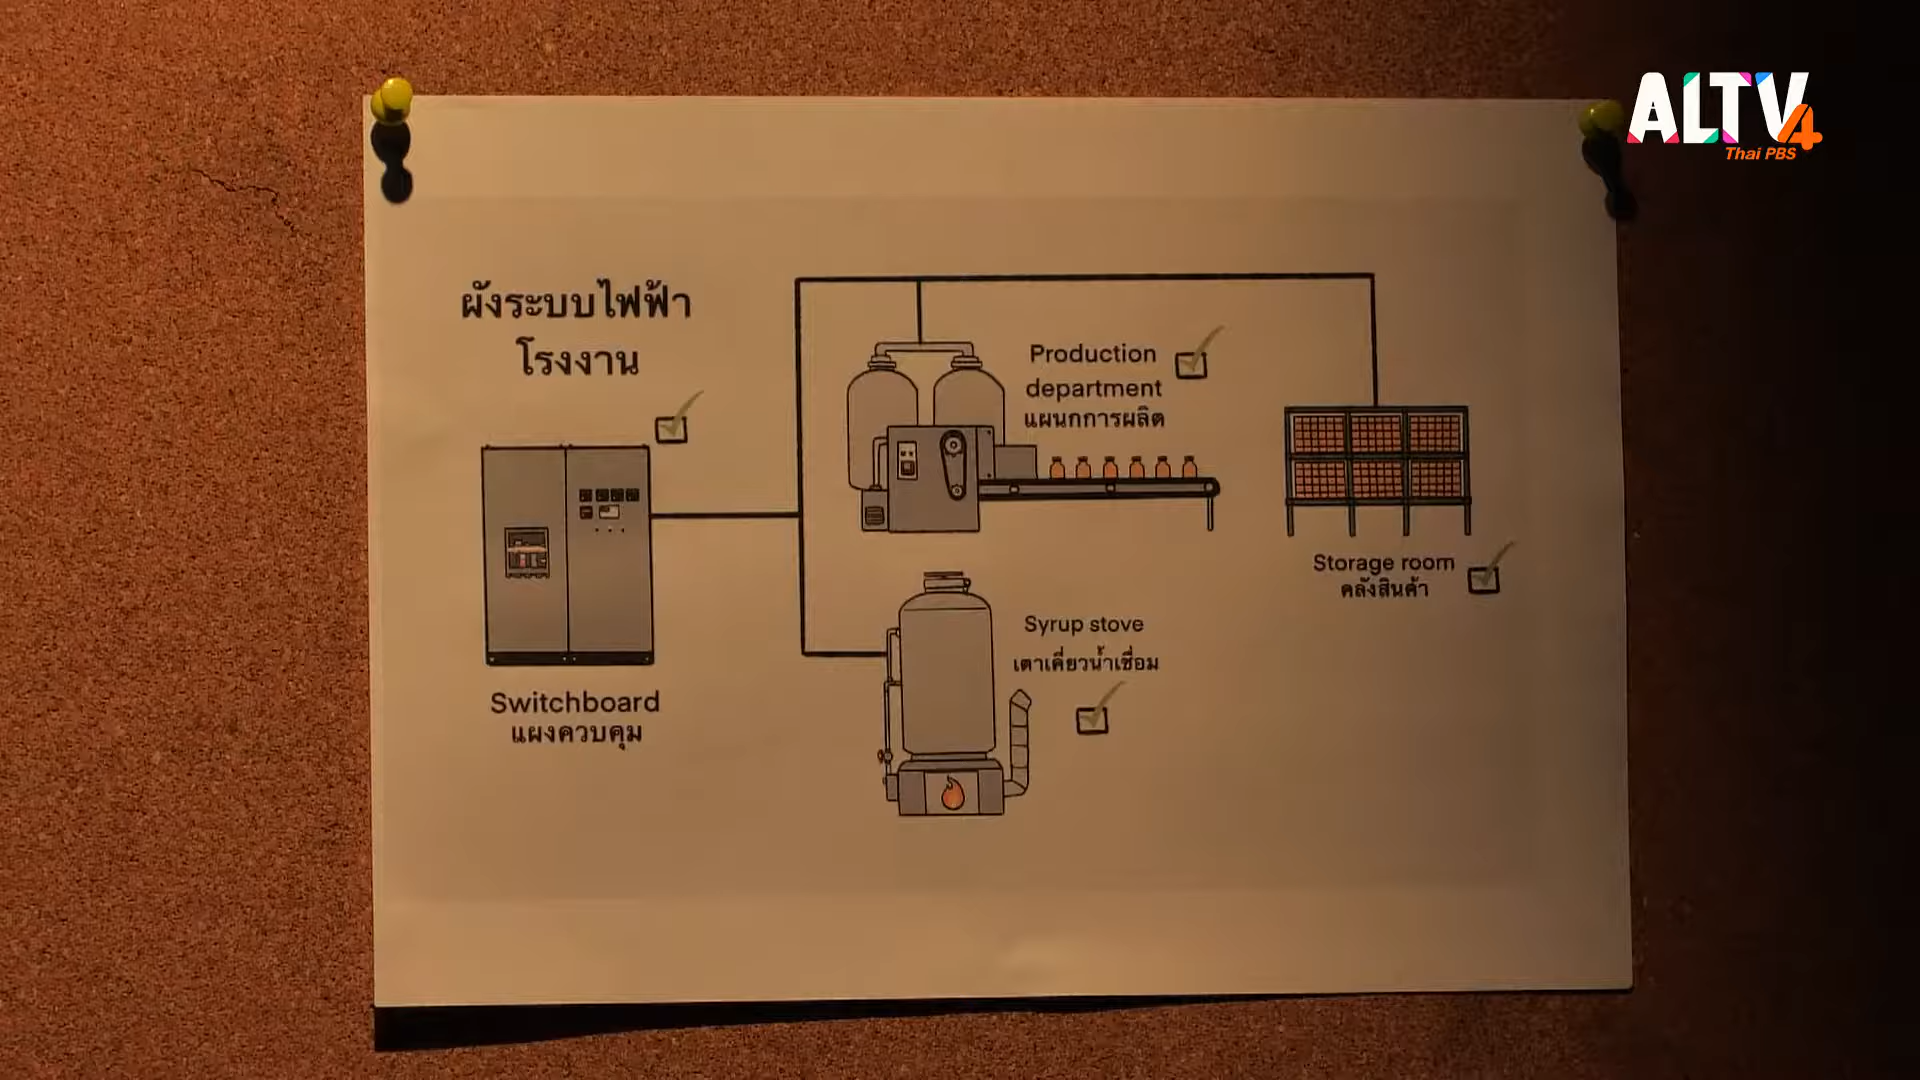 ALTV4
Thai PBS
ผังระบบไฟฟ้า
โรงงาน
Production
department
แผนกการผลิต
Storage room
คลังสินค้า
Syrup stove
เตาเคี่ยวน้ำเชื่อม
Switchboard
แผงควบคุม